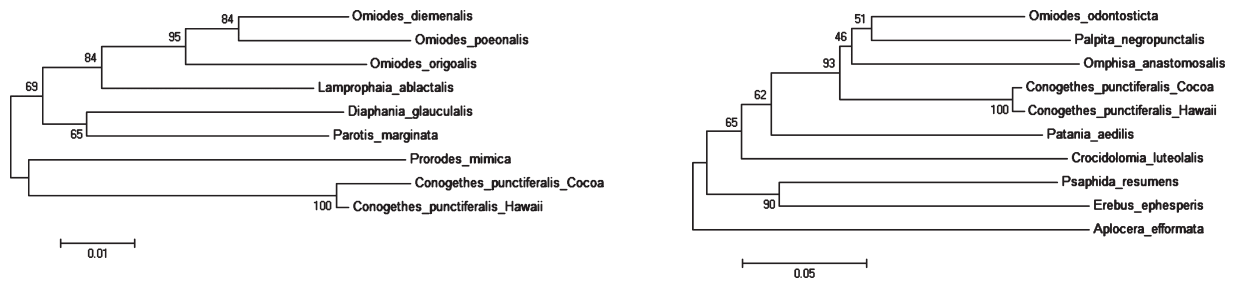 84
Omiodes_diemenalis
95
Omiodes_poeonalis
84
Omiodes_origoalis
69
Lamprophaia_ablactalis
Diaphania_glauculalis
65
Parotis_marginata
Prorodes_mimica
Conogethes_punctiferalis_Cocoa
100
Conogethes_punctiferalis_Hawaii
0.01
51
Omiodes_odontosticta
46
Palpita_negropunctalis
93
Omphisa_anastomosalis
Conogethes_punctiferalis_Cocoa
62
100
Conogethes_punctiferalis_Hawaii
65
Patania_aedilis
Crocidolomia_luteolalis
Psaphida_resumens
90
Erebus_ephesperis
Aplocera_efformata
0.05